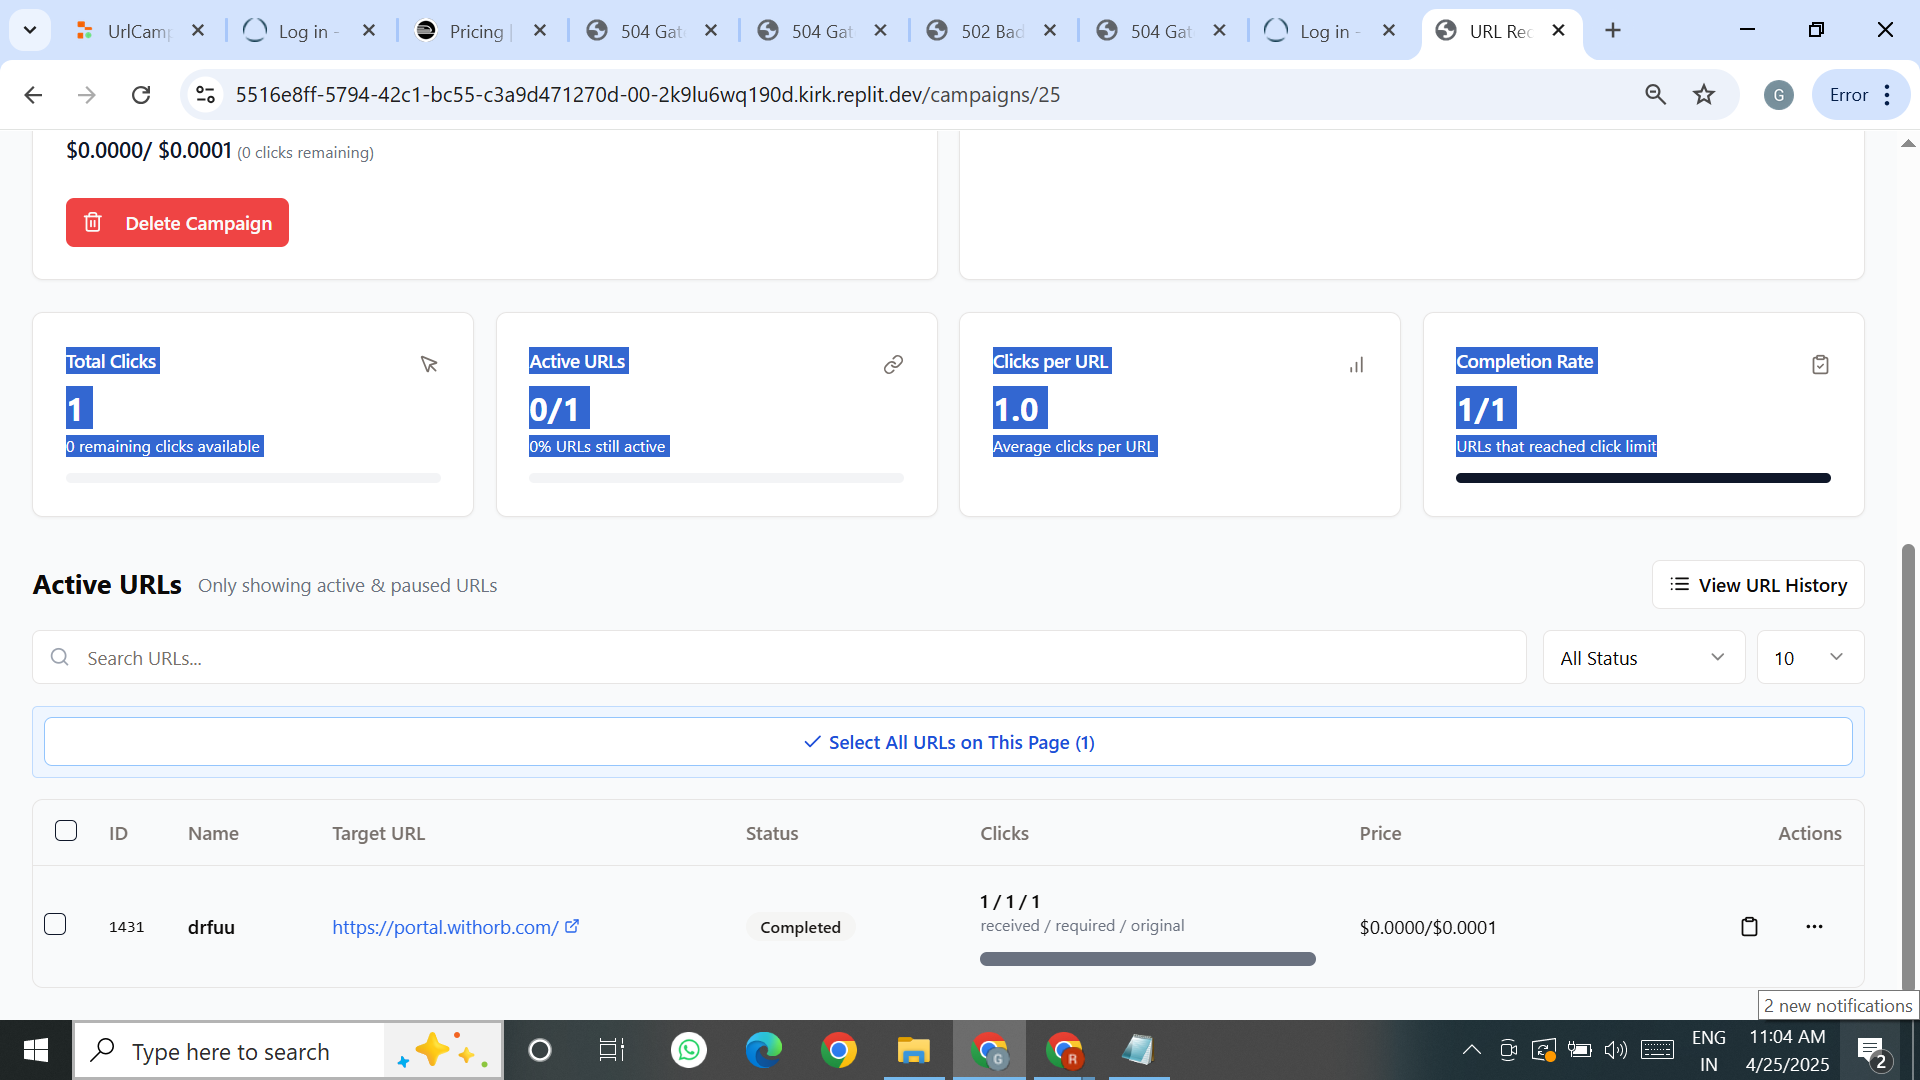 UrlCamp
Log in -
Pricing |
504 Gat
504 Gat
502 Bad
504 Gat
Log in -
URL Rec
5516e8ff-5794-42c1-bc55-c3a9d471270d-00-2k9lu6wq190d.kirk.replit.dev/campaigns/25
G
Error
$0.0000/ $0.0001 (0 clicks remaining)
Delete Campaign
Total Clicks
1
0 remaining clicks available
Active URLs
0/1
0% URLs still active
Clicks per URL
1.0
Average clicks per URL
Completion Rate
1/1
URLs that reached click limit
Active URLs Only showing active & paused URLs
View URL History
Search URLs...
All Status
10
Select All URLs on This Page (1)
ID Name Target URL Status Clicks Price Actions
1431 drfuu https://portal.withorb.com/ Completed
1 / 1 / 1
received / required / original
$0.0000/$0.0001
2 new notifications
Type here to search
G
R
ENG
IN
11:04 AM
4/25/2025
2